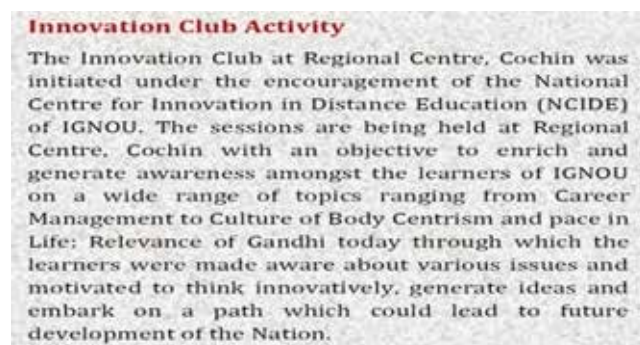 Innovation Club Activity
The Innovation Club at Regional Centre, Cochin was
initiated under the encouragement of the National
Centre for Innovation in Distance Education (NCIDE)
of IGNOU. The sessions are being held at Regional
Centre, Cochin with an objective to enrich and
generate awareness amongst the learners of IGNOU
on a wide range of topics ranging from Career
Management to Culture of Body Centrism and pace in
Life; Relevance of Gandhi today through which the
learners were made aware about various issues and
motivated to think innovatively, generate ideas and
embark on a path which could lead to future
development of the Nation.